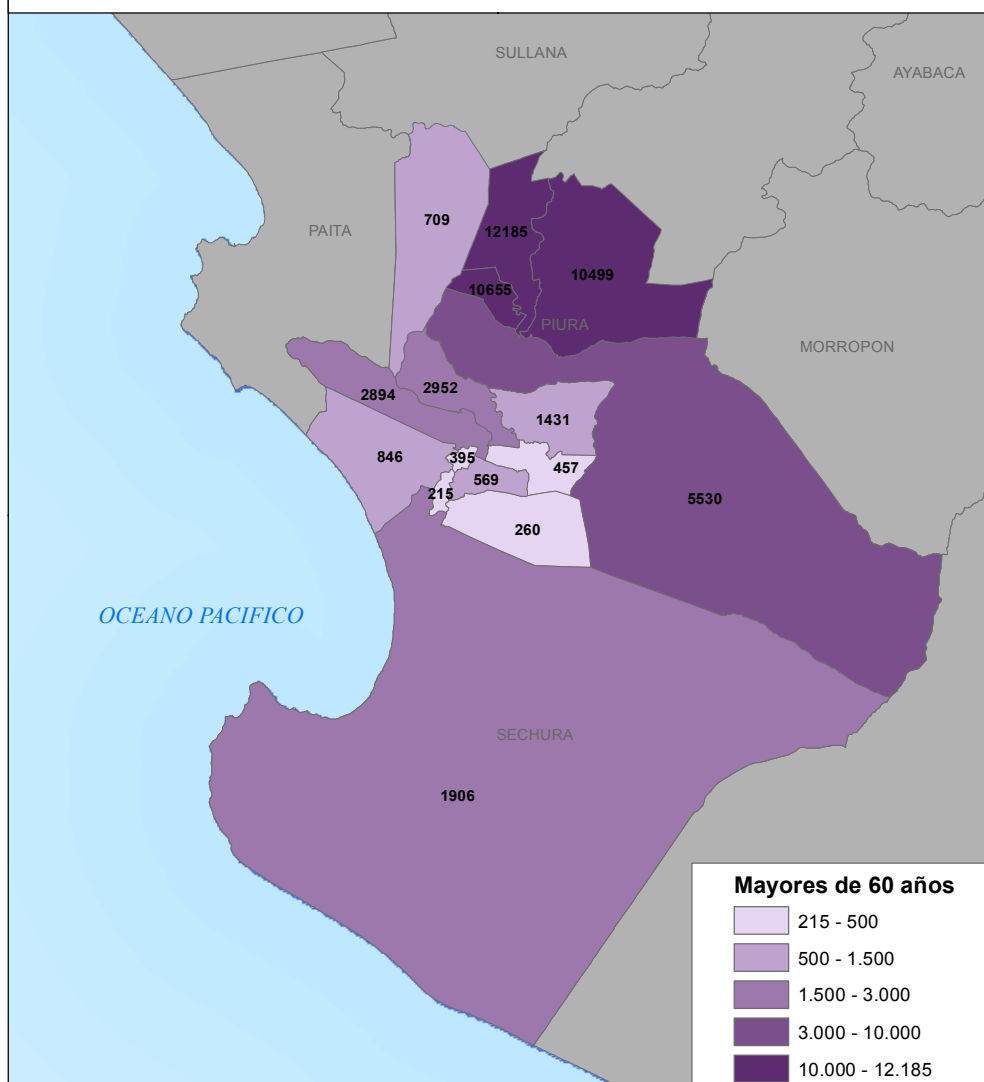 SULLANA
AYABACA
709
PAITA
12185
10499
10655
PIURA
MORROPON
2952
2894
1431
846
395
457
569
215
5530
260
OCEANO PACIFICO
SECHURA
1906
Mayores de 60 años
215 - 500
500 - 1.500
1.500 - 3.000
3.000 - 10.000
10.000 - 12.185